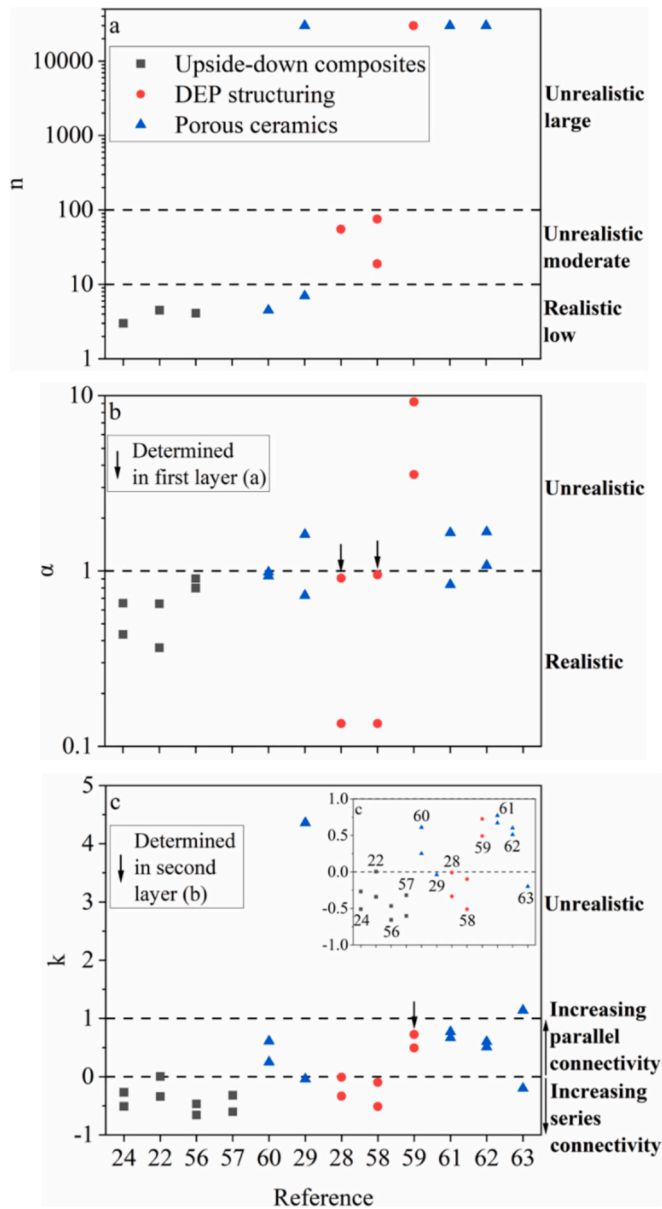 a
10000
1000
100
10
1
n
Upside-down composites
DEP structuring
Porous ceramics
Unrealistic
large
Unrealistic
moderate
Realistic
low
b
10
1
0.1
α
Determined
in first layer (a)
Unrealistic
Realistic
c
5
4
3
2
1
0
-1
k
Determined
in second
layer (b)
1.0
c
0.5
0.0
-0.5
-1.0
22
24
56
57
60
29
28
58
59
61
62
63
Unrealistic
Increasing
parallel
connectivity
Increasing
series
connectivity
24 22 56 57 60 29 28 58 59 61 62 63
Reference